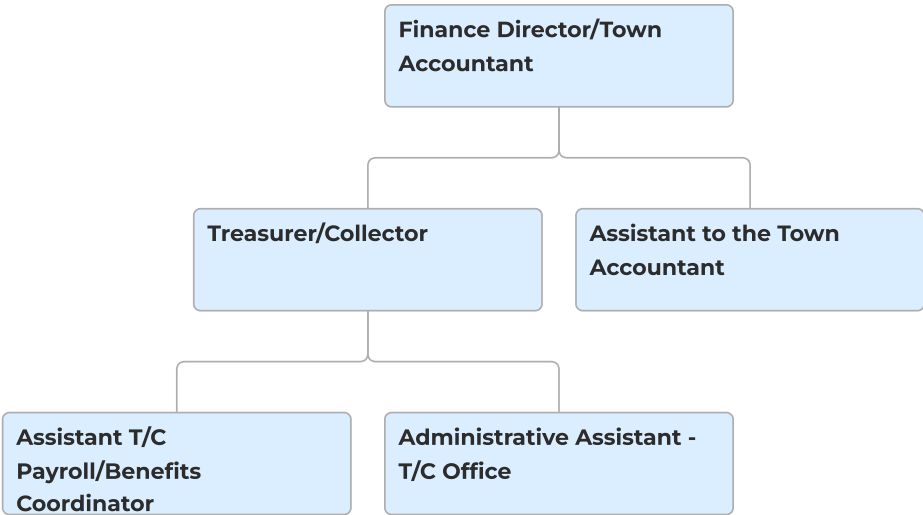 Finance Director/Town
Accountant
Treasurer/Collector
Assistant to the Town
Accountant
Assistant T/C
Payroll/Benefits
Coordinator
Administrative Assistant -
T/C Office